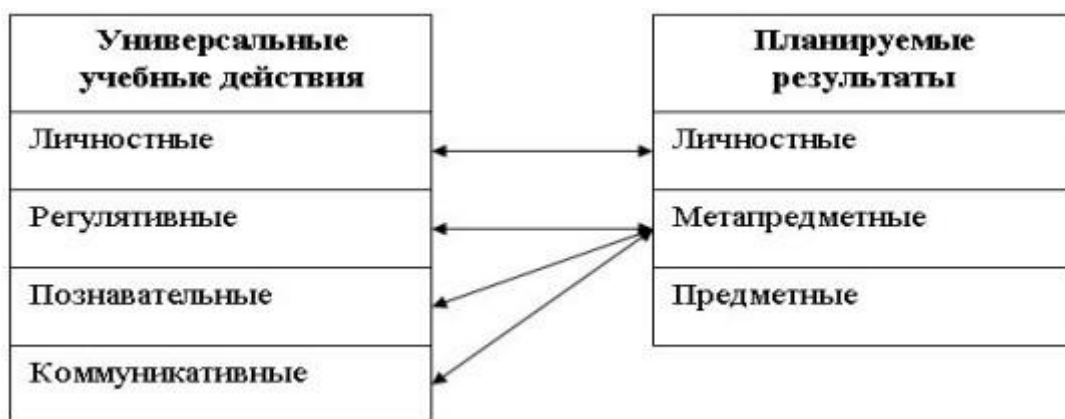 Универсальные
учебные действия
Личностные
Регулятивные
Познавательные
Коммуникативные
Планируемые
результаты
Личностные
Метапредметные
Предметные